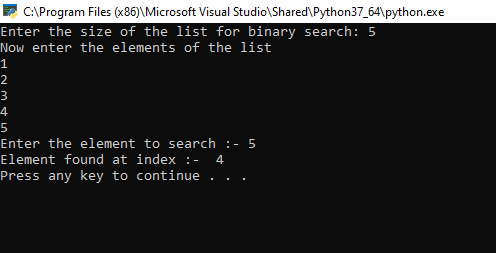 C:\Program Files (x86)\Microsoft Visual Studio\Shared\Python37_64\python.exe
Enter the size of the list for binary search: 5
Now enter the elements of the list
1
2
3
4
5
Enter the element to search :- 5
Element found at index :-  4
Press any key to continue . . .